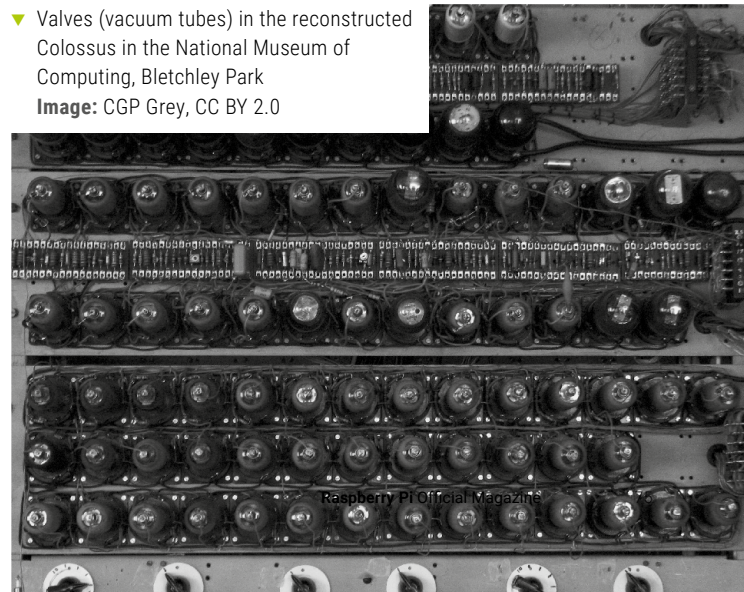 Valves (vacuum tubes) in the reconstructed
Colossus in the National Museum of
Computing, Bletchley Park
Image: CGP Grey, CC BY 2.0
Raspberry Pi Official Magazine